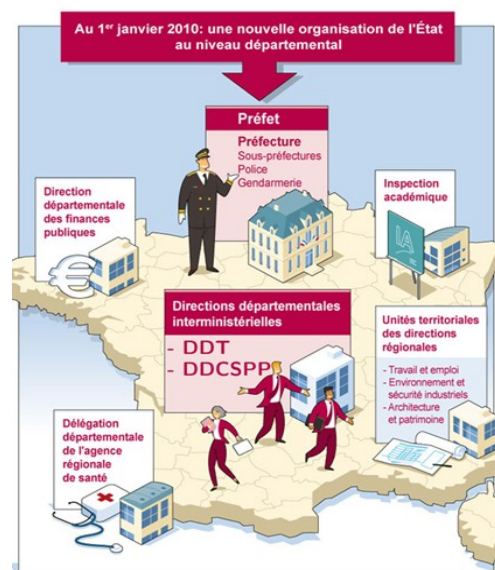 Au 1er janvier 2010: une nouvelle organisation de l'État
au niveau départemental
Préfet
Préfecture
Sous-préfectures
Police
Gendarmerie
Direction
départementale
des finances
publiques
€
Inspection
académique
IA
Directions départementales
interministérielles
- DDT
- DDCSPP
Unités territoriales
des directions
régionales
- Travail et emploi
- Environnement et
sécurité industriels
- Architecture
et patrimoine
Délégation
départementale
de l'agence
régionale
de santé